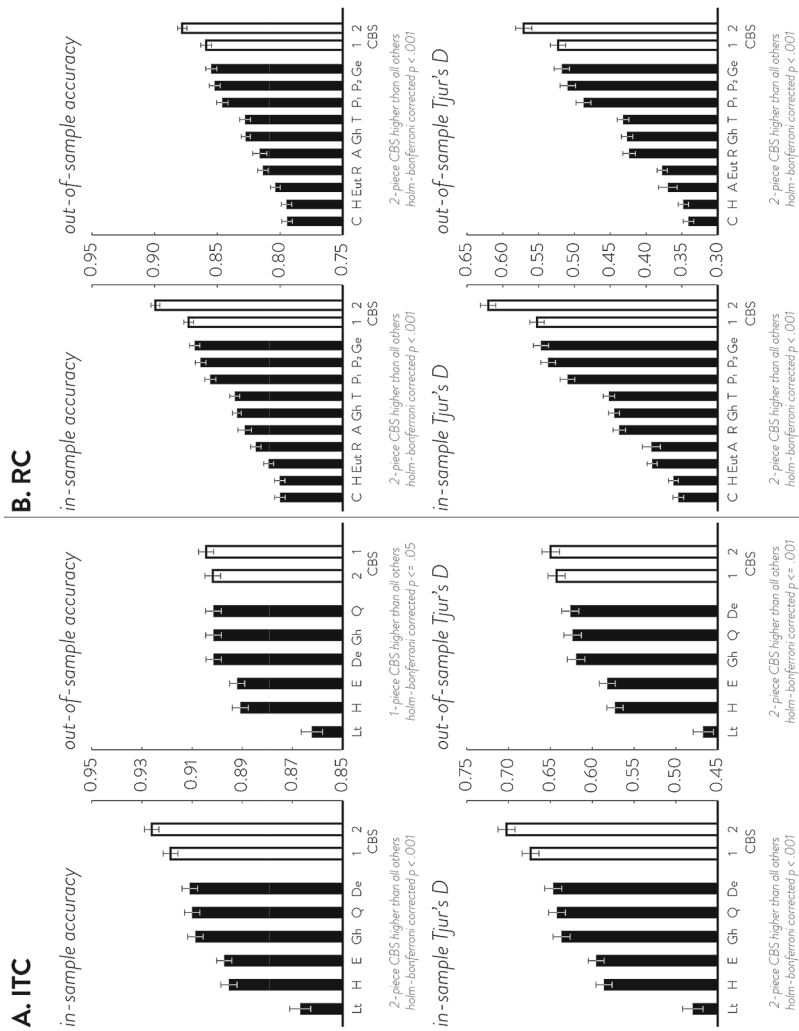 A. ITC
in-sample accuracy
Lt H E Gh Q De 1 2
CBS
2-piece CBS higher than all others
holm-bonferroni corrected p < .001
0.95
0.93
0.91
0.89
0.87
0.85
out-of-sample accuracy
Lt H E De Gh Q 2 1
CBS
1-piece CBS higher than all others
holm-bonferroni corrected p <= .05
in-sample Tjur's D
Lt H E Gh Q De 1 2
CBS
2-piece CBS higher than all others
holm-bonferroni corrected p < .001
0.75
0.70
0.65
0.60
0.55
0.50
0.45
out-of-sample Tjur's D
Lt H E Gh Q De 1 2
CBS
2-piece CBS higher than all others
holm-bonferroni corrected p <= .001
B. RC
in-sample accuracy
C H Eut R A Gh T P₁ P₂ Ge 1 2
CBS
2-piece CBS higher than all others
holm-bonferroni corrected p < .001
0.95
0.90
0.85
0.80
0.75
out-of-sample accuracy
C H Eut R A Gh T P₁ P₂ Ge 1 2
CBS
2-piece CBS higher than all others
holm-bonferroni corrected p < .001
in-sample Tjur's D
C H Eut A R Gh T P₁ P₂ Ge 1 2
CBS
2-piece CBS higher than all others
holm-bonferroni corrected p < .001
0.65
0.60
0.55
0.50
0.45
0.40
0.35
0.30
out-of-sample Tjur's D
C H A Eut R Gh T P₁ P₂ Ge 1 2
CBS
2-piece CBS higher than all others
holm-bonferroni corrected p < .001